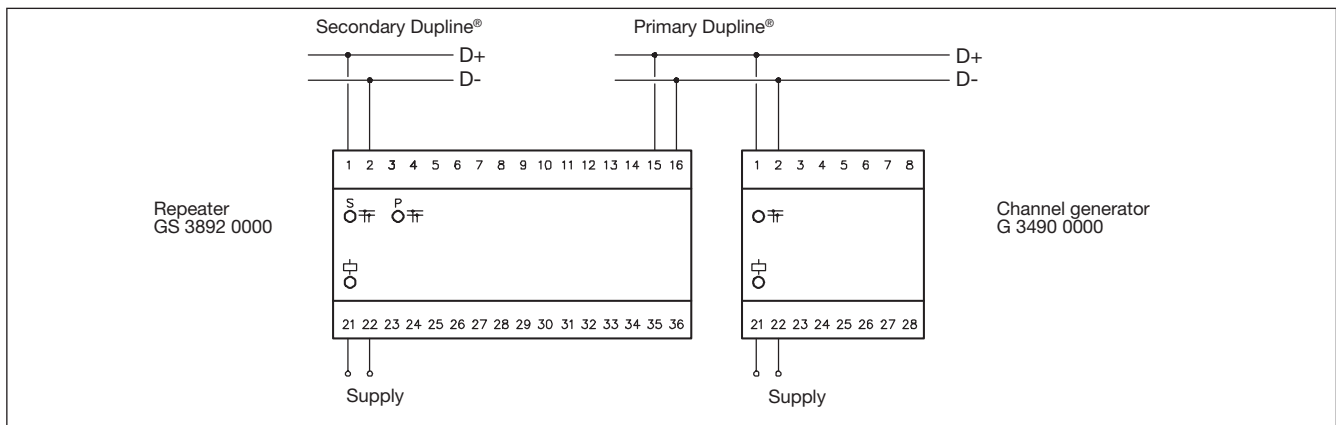 Secondary Dupline® Primary Dupline®
D+ D+
D- D-
1 2 3 4 5 6 7 8 9 10 11 12 13 14 15 16 1 2 3 4 5 6 7 8
S P
Repeater Channel generator
GS 3892 0000 G 3490 0000
21 22 23 24 25 26 27 28 29 30 31 32 33 34 35 36 21 22 23 24 25 26 27 28
Supply Supply